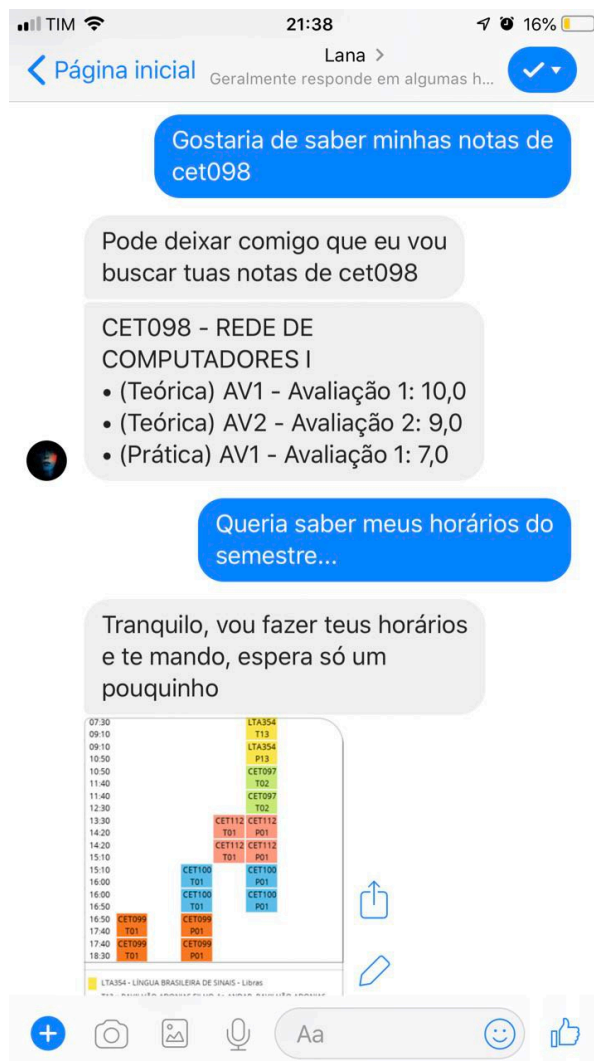 TIM 21:38 16%
Página inicial
Lana >
Geralmente responde em algumas h...
Gostaria de saber minhas notas de
cet098
Pode deixar comigo que eu vou
buscar tuas notas de cet098
CET098 - REDE DE
COMPUTADORES I
• (Teórica) AV1 - Avaliação 1: 10,0
• (Teórica) AV2 - Avaliação 2: 9,0
• (Prática) AV1 - Avaliação 1: 7,0
Queria saber meus horários do
semestre...
Tranquilo, vou fazer teus horários
e te mando, espera só um
pouquinho
07:30 LTA354
09:10 T13
09:10 LTA354
10:50 P13
10:50 CET097
11:40 T02
11:40 CET097
12:30 T02
13:30 CET112 CET112
14:20 T01 P01
14:20 CET112 CET112
15:10 T01 P01
15:10 CET100 CET100
16:00 T01 P01
16:00 CET100 CET100
16:50 T01 P01
16:50 CET099 CET099
17:40 T01 P01
17:40 CET099 CET099
18:30 T01 P01
LTA354 - LÍNGUA BRASILEIRA DE SINAIS - Libras
Aa